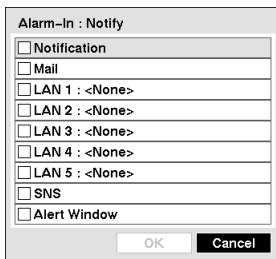 Alarm-In : Notify
Notification
Mail
LAN 1 : <None>
LAN 2 : <None>
LAN 3 : <None>
LAN 4 : <None>
LAN 5 : <None>
SNS
Alert Window
OK Cancel